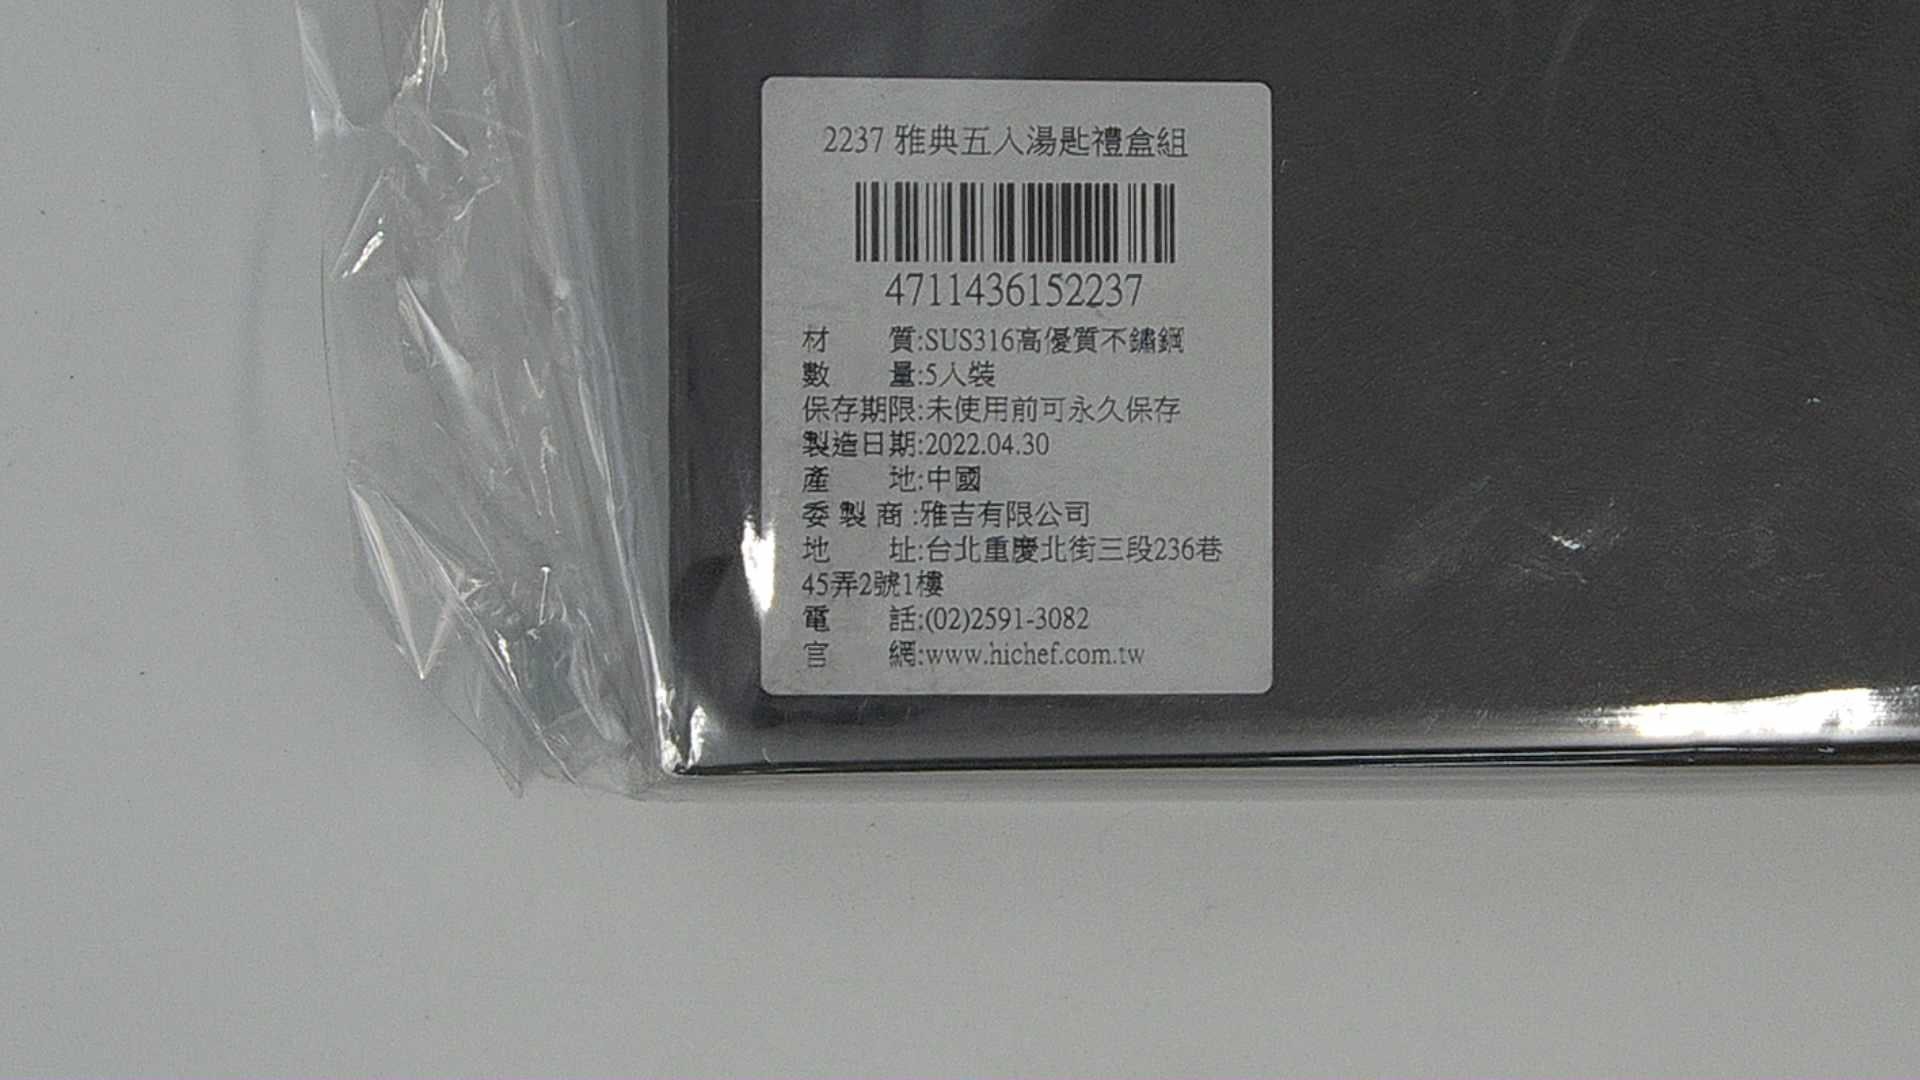 2237 雅典五入湯匙禮盒組
4711436152237
材 質:SUS316高優質不鏽鋼
數 量:5人裝
保存期限:未使用前可永久保存
製造日期:2022.04.30
產 地:中國
委 製 商 :雅吉有限公司
地 址:台北重慶北街三段236巷
45弄2號1樓
電 話:(02)2591-3082
官 網:www.hichef.com.tw